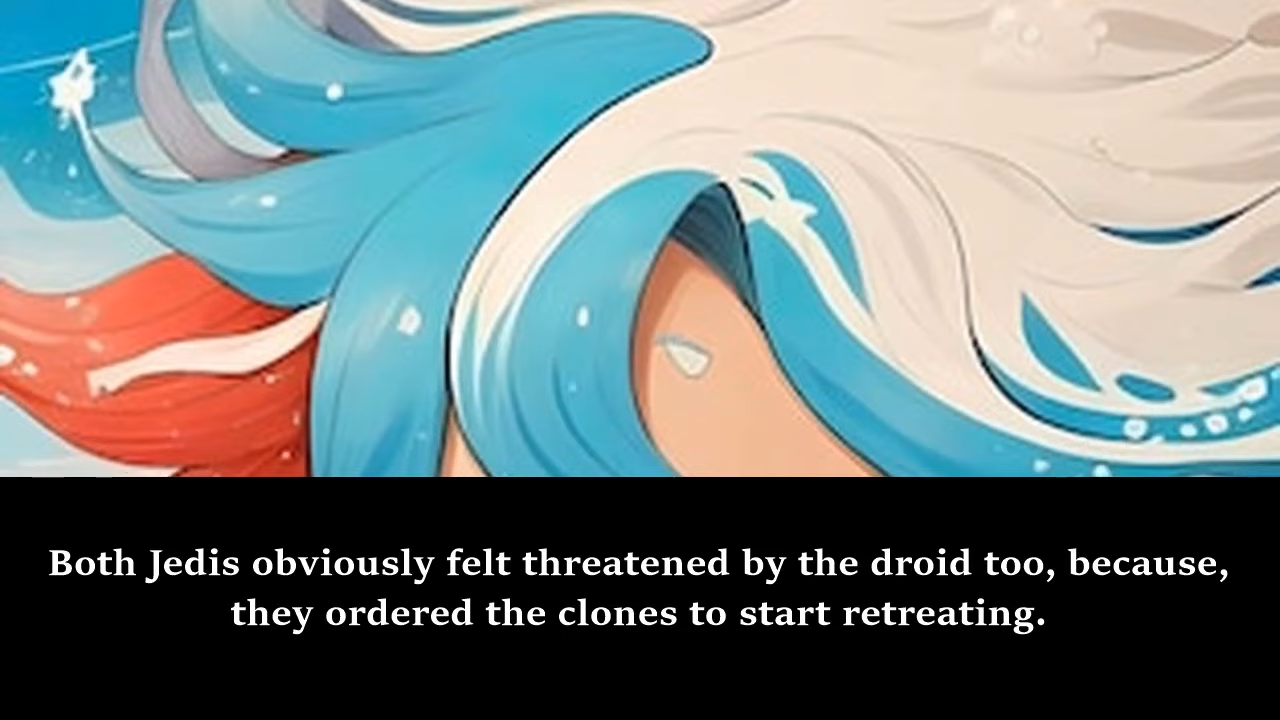 Both Jedis obviously felt threatened by the droid too, because,
they ordered the clones to start retreating.